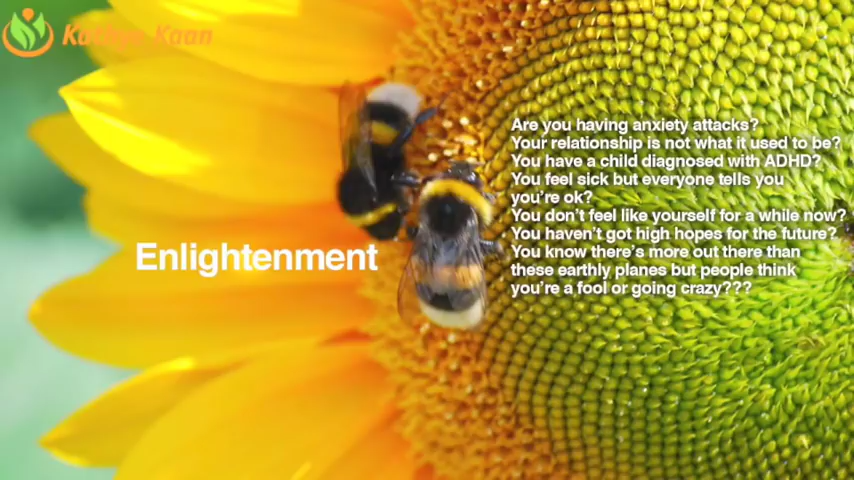 Kathye Kaan
Enlightenment
Are you having anxiety attacks?
Your relationship is not what it used to be?
You have a child diagnosed with ADHD?
You feel sick but everyone tells you
you're ok?
You don't feel like yourself for a while now?
You haven't got high hopes for the future?
You know there's more out there than
these earthly planes but people think
you're a fool or going crazy???